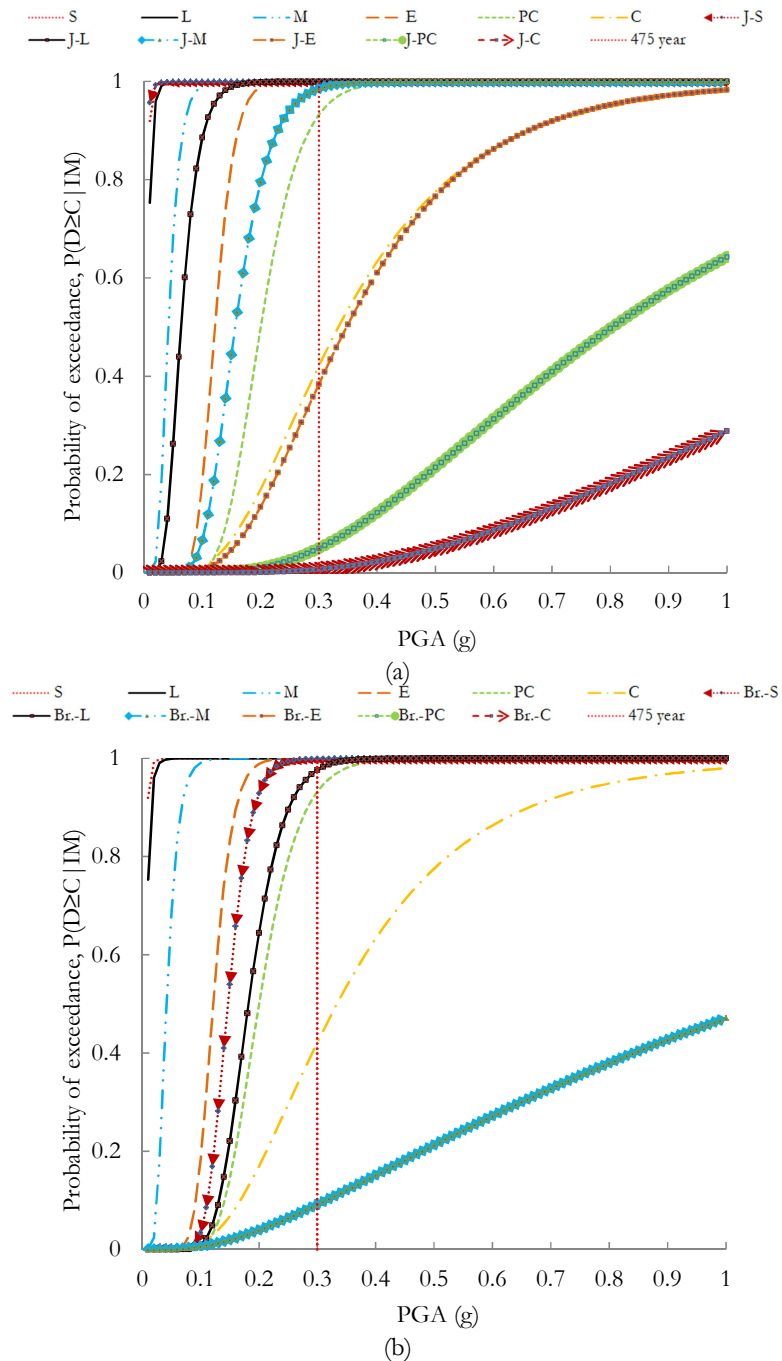 S L M E PC C J-S
J-L J-M J-E J-PC J-C 475 year
Probability of exceedance, P(D≥C | IM)
1
0.8
0.6
0.4
0.2
0
0 0.1 0.2 0.3 0.4 0.5 0.6 0.7 0.8 0.9 1
PGA (g)
(a)
S L M E PC C Br.-S
Br.-L Br.-M Br.-E Br.-PC Br.-C 475 year
Probability of exceedance, P(D≥C | IM)
1
0.8
0.6
0.4
0.2
0
0 0.1 0.2 0.3 0.4 0.5 0.6 0.7 0.8 0.9 1
PGA (g)
(b)